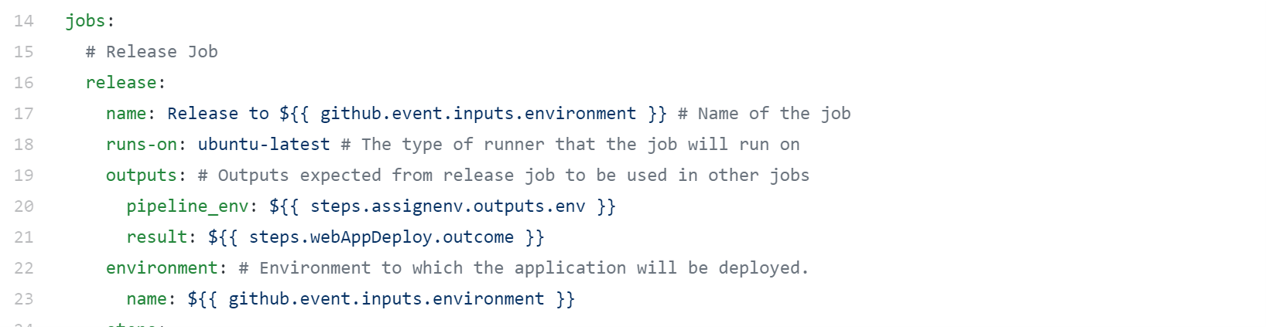 14 jobs:
15 # Release Job
16 release:
17 name: Release to ${{ github.event.inputs.environment }} # Name of the job
18 runs-on: ubuntu-latest # The type of runner that the job will run on
19 outputs: # Outputs expected from release job to be used in other jobs
20 pipeline_env: ${{ steps.assignenv.outputs.env }}
21 result: ${{ steps.webAppDeploy.outcome }}
22 environment: # Environment to which the application will be deployed.
23 name: ${{ github.event.inputs.environment }}
24 steps: